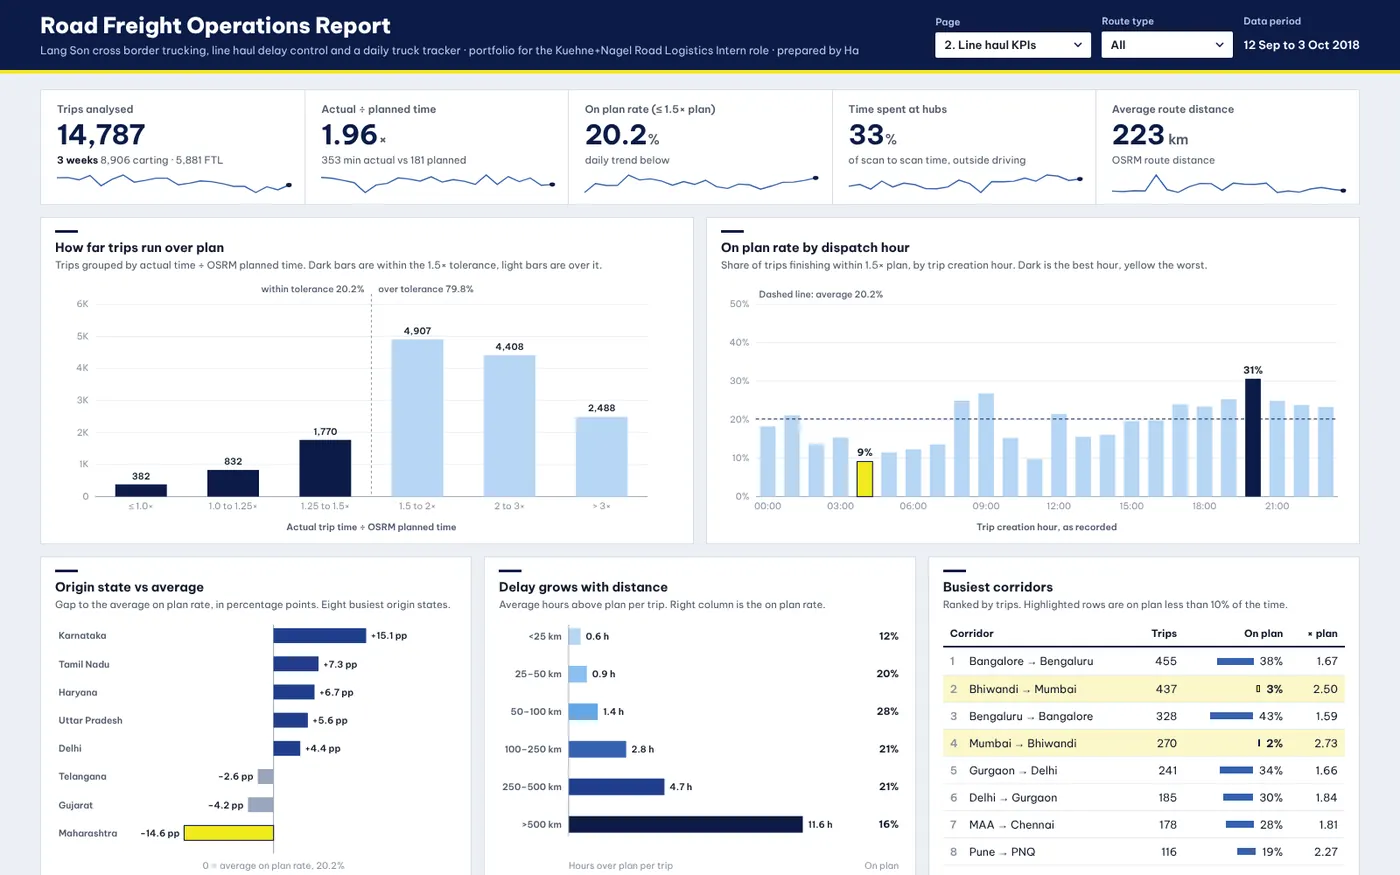 Road Freight Operations Report
Lang Son cross border trucking, line haul delay control and a daily truck tracker · portfolio for the Kuehne+Nagel Road Logistics Intern role · prepared by Ha
Page
2. Line haul KPIs
Route type
All
Data period
12 Sep to 3 Oct 2018
Trips analysed
14,787
3 weeks 8,906 carting · 5,881 FTL
Actual ÷ planned time
1.96×
353 min actual vs 181 planned
On plan rate (≤ 1.5× plan)
20.2%
daily trend below
Time spent at hubs
33%
of scan to scan time, outside driving
Average route distance
223 km
OSRM route distance
How far trips run over plan
Trips grouped by actual time ÷ OSRM planned time. Dark bars are within the 1.5× tolerance, light bars are over it.
within tolerance 20.2% over tolerance 79.8%
6K
5K
4K
3K
2K
1K
0
382
832
1,770
4,907
4,408
2,488
≤ 1.0×
1.0 to 1.25×
1.25 to 1.5×
1.5 to 2×
2 to 3×
> 3×
Actual trip time ÷ OSRM planned time
On plan rate by dispatch hour
Share of trips finishing within 1.5× plan, by trip creation hour. Dark is the best hour, yellow the worst.
Dashed line: average 20.2%
50%
40%
30%
20%
10%
0%
9%
31%
00:00
03:00
06:00
09:00
12:00
15:00
18:00
21:00
Trip creation hour, as recorded
Origin state vs average
Gap to the average on plan rate, in percentage points. Eight busiest origin states.
Karnataka +15.1 pp
Tamil Nadu +7.3 pp
Haryana +6.7 pp
Uttar Pradesh +5.6 pp
Delhi +4.4 pp
Telangana −2.6 pp
Gujarat −4.2 pp
Maharashtra −14.6 pp
0 = average on plan rate, 20.2%
Delay grows with distance
Average hours above plan per trip. Right column is the on plan rate.
<25 km 0.6 h 12%
25–50 km 0.9 h 20%
50–100 km 1.4 h 28%
100–250 km 2.8 h 21%
250–500 km 4.7 h 21%
>500 km 11.6 h 16%
Hours over plan per trip On plan
Busiest corridors
Ranked by trips. Highlighted rows are on plan less than 10% of the time.
Corridor Trips On plan × plan
1 Bangalore → Bengaluru 455 38% 1.67
2 Bhiwandi → Mumbai 437 3% 2.50
3 Bengaluru → Bangalore 328 43% 1.59
4 Mumbai → Bhiwandi 270 2% 2.73
5 Gurgaon → Delhi 241 34% 1.66
6 Delhi → Gurgaon 185 30% 1.84
7 MAA → Chennai 178 28% 1.81
8 Pune → PNQ 116 19% 2.27